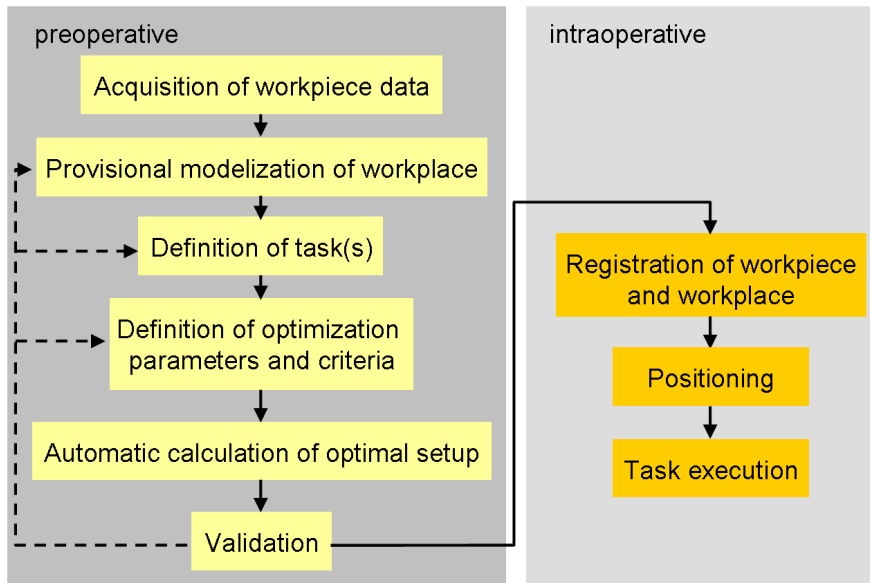 preoperative
Acquisition of workpiece data
Provisional modelization of workplace
Definition of task(s)
Definition of optimization
parameters and criteria
Automatic calculation of optimal setup
Validation
intraoperative
Registration of workpiece
and workplace
Positioning
Task execution